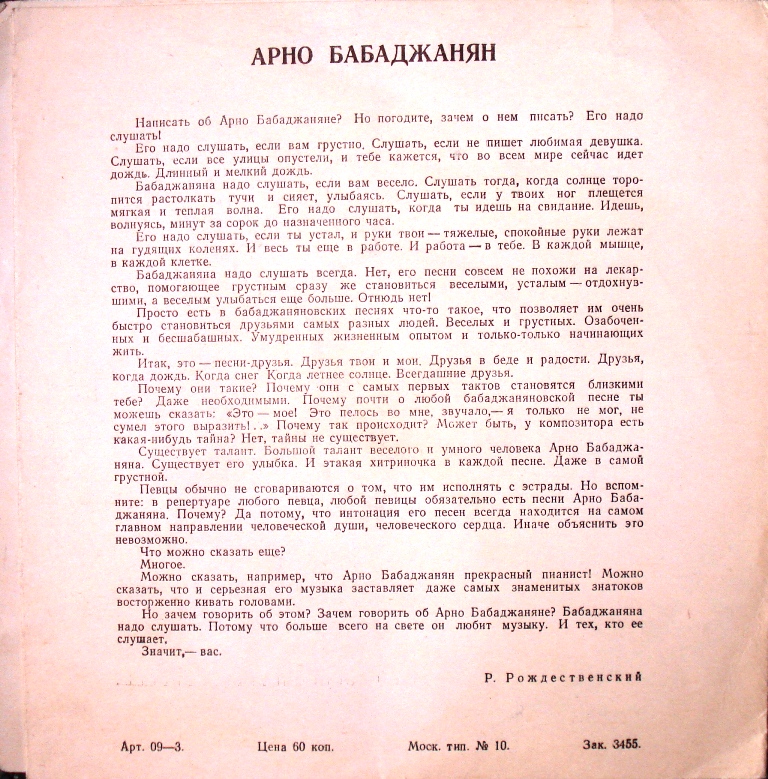 АРНО БАБАДЖАНЯН
Написать об Арно Бабаджаняне? Но погодите, зачем о нем писать? Его надо
слушать!
Его надо слушать, если вам грустно. Слушать, если не пишет любимая девушка.
Слушать, если все улицы опустели, и тебе кажется, что во всем мире сейчас идет
дождь. Длинный и мелкий дождь.
Бабаджаняна надо слушать, если вам весело. Слушать тогда, когда солнце торо-
пится растолкать тучи и сияет, улыбаясь. Слушать, если у твоих ног плещется
мягкая и теплая волна. Его надо слушать, когда ты идешь на свидание. Идешь,
волнуясь, минут за сорок до назначенного часа.
Его надо слушать, если ты устал, и руки твои — тяжелые, спокойные руки лежат
на гудящих коленях. И весь ты еще в работе. И работа — в тебе. В каждой мышце,
в каждой клетке.
Бабаджаняна надо слушать всегда. Нет, его песни совсем не похожи на лекар-
ство, помогающее грустным сразу же становиться веселыми, усталым — отдохнув-
шими, а веселым улыбаться еще больше. Отнюдь нет!
Просто есть в бабаджаняновских песнях что-то такое, что позволяет им очень
быстро становиться друзьями самых разных людей. Веселых и грустных. Озабочен-
ных и бесшабашных. Умудренных жизненным опытом и только-только начинающих
жить.
Итак, это — песни-друзья. Друзья твои и мои. Друзья в беде и радости. Друзья,
когда дождь. Когда снег Когда летнее солнце. Всегдашние друзья.
Почему они такие? Почему они с самых первых тактов становятся близкими
тебе? Даже необходимыми. Почему почти о любой бабаджаняновской песне ты
можешь сказать: «Это — мое! Это пелось во мне, звучало,— я только не мог, не
сумел этого выразить!..» Почему так происходит? Может быть, у композитора есть
какая-нибудь тайна? Нет, тайны не существует.
Существует талант. Большой талант веселого и умного человека Арно Бабаджа-
няна. Существует его улыбка. И этакая хитриночка в каждой песне. Даже в самой
грустной.
Певцы обычно не сговариваются о том, что им исполнять с эстрады. Но вспом-
ните: в репертуаре любого певца, любой певицы обязательно есть песни Арно Баба-
джаняна. Почему? Да потому, что интонация его песен всегда находится на самом
главном направлении человеческой души, человеческого сердца. Иначе объяснить это
невозможно.
Что можно сказать еще?
Многое.
Можно сказать, например, что Арно Бабаджанян прекрасный пианист! Можно
сказать, что и серьезная его музыка заставляет даже самых знаменитых знатоков
восторженно кивать головами.
Но зачем говорить об этом? Зачем говорить об Арно Бабаджаняне? Бабаджаняна
надо слушать. Потому что больше всего на свете он любит музыку. И тех, кто ее
слушает.
Значит,— вас.
Р. Рождественский
Арт. 09—3. Цена 60 коп. Моск. тип. № 10. Зак. 3455.